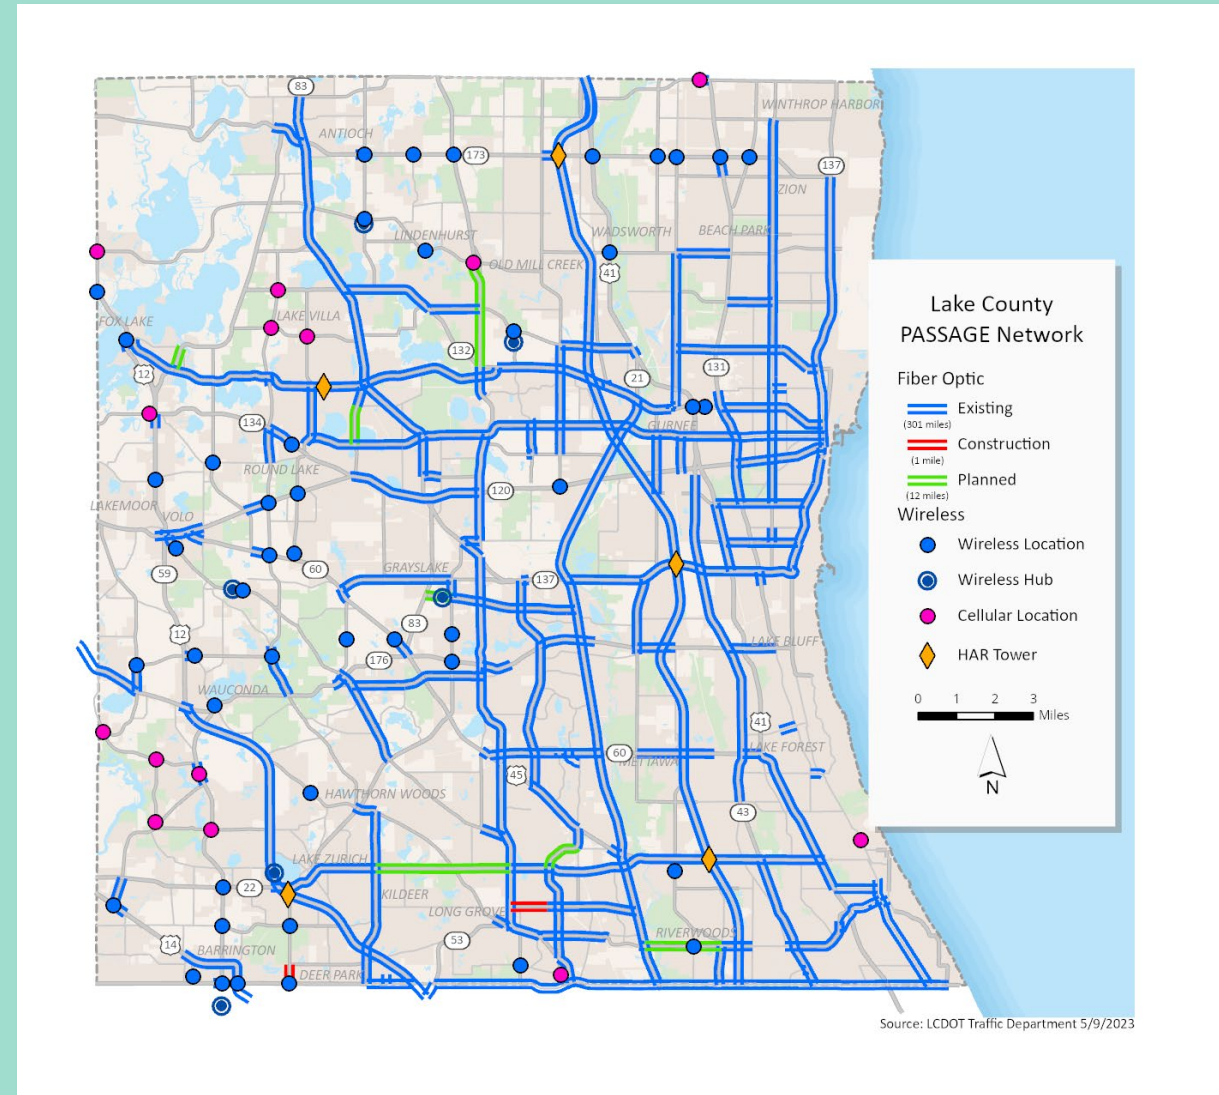 83
WINTHROP HARBOR
ANTIOCH
173
137
ZION
LINDENHURST
WADSWORTH
BEACH PARK
OLD MILL CREEK
41
LAKE VILLA
FOX LAKE
132
12
21
131
134
GURNEE
ROUND LAKE
120
LAKEMOOR
VOLO
59
60
GRAYSLAKE
137
83
12
176
LAKE BLUFF
WAUCONDA
41
60
LAKE FOREST
METTAWA
45
HAWTHORN WOODS
43
LAKE ZURICH
22
KILDEER
LONG GROVE
RIVERWOODS
53
14
BARRINGTON
DEER PARK
Lake County
PASSAGE Network
Fiber Optic
Existing
(301 miles)
Construction
(1 mile)
Planned
(12 miles)
Wireless
Wireless Location
Wireless Hub
Cellular Location
HAR Tower
0 1 2 3
Miles
N
Source: LCDOT Traffic Department 5/9/2023